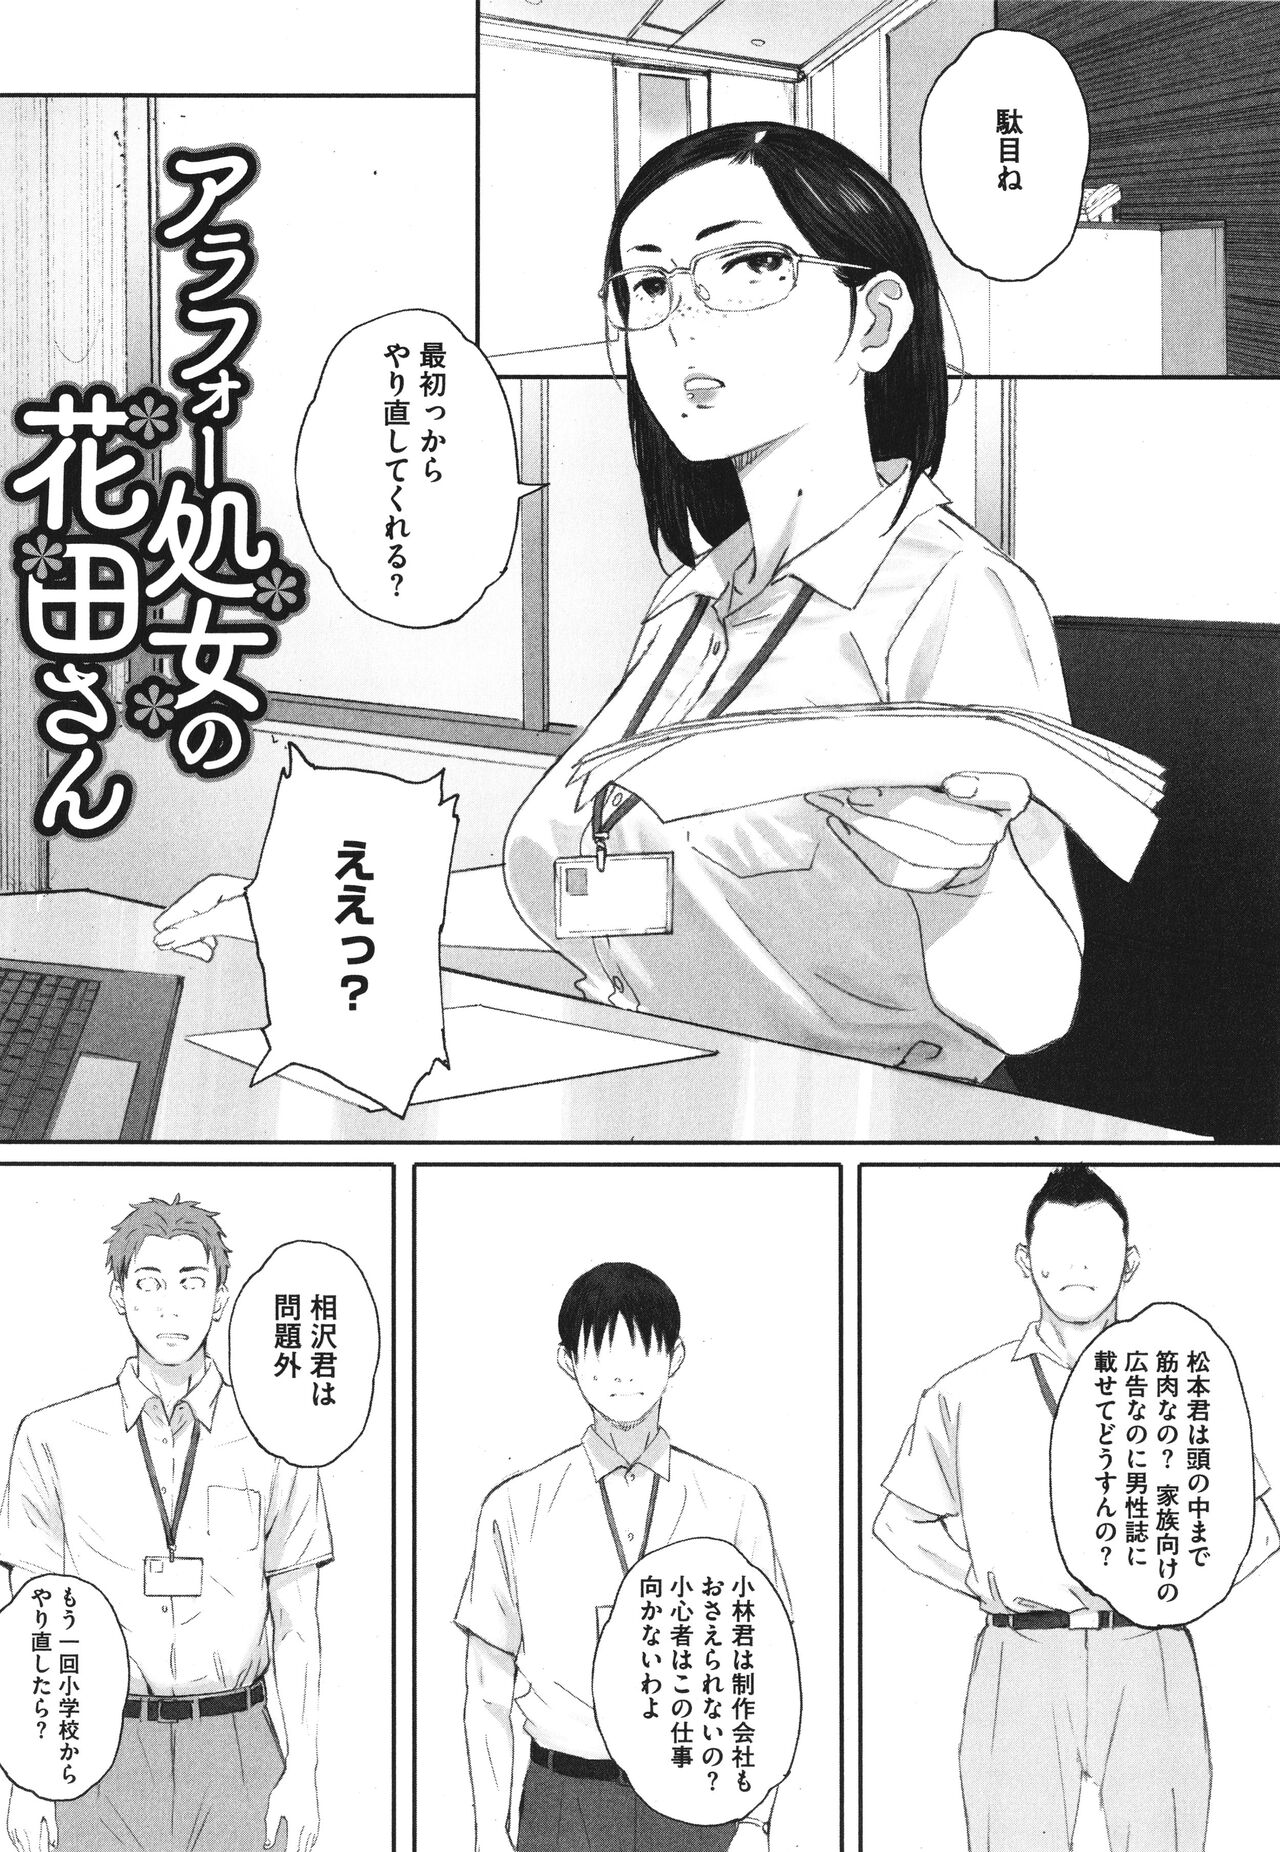 駄目ね
最初っから
やり直してくれる？
アラフォー処女の
花田さん
ええっ？
松本君は頭の中まで
筋肉なの？ 家族向けの
広告なのに男性誌に
載せてどうすんの？
小林君は制作会社も
おさえられないの？
小心者はこの仕事
向かないわよ
相沢君は
問題外
もう一回小学校から
やり直したら？